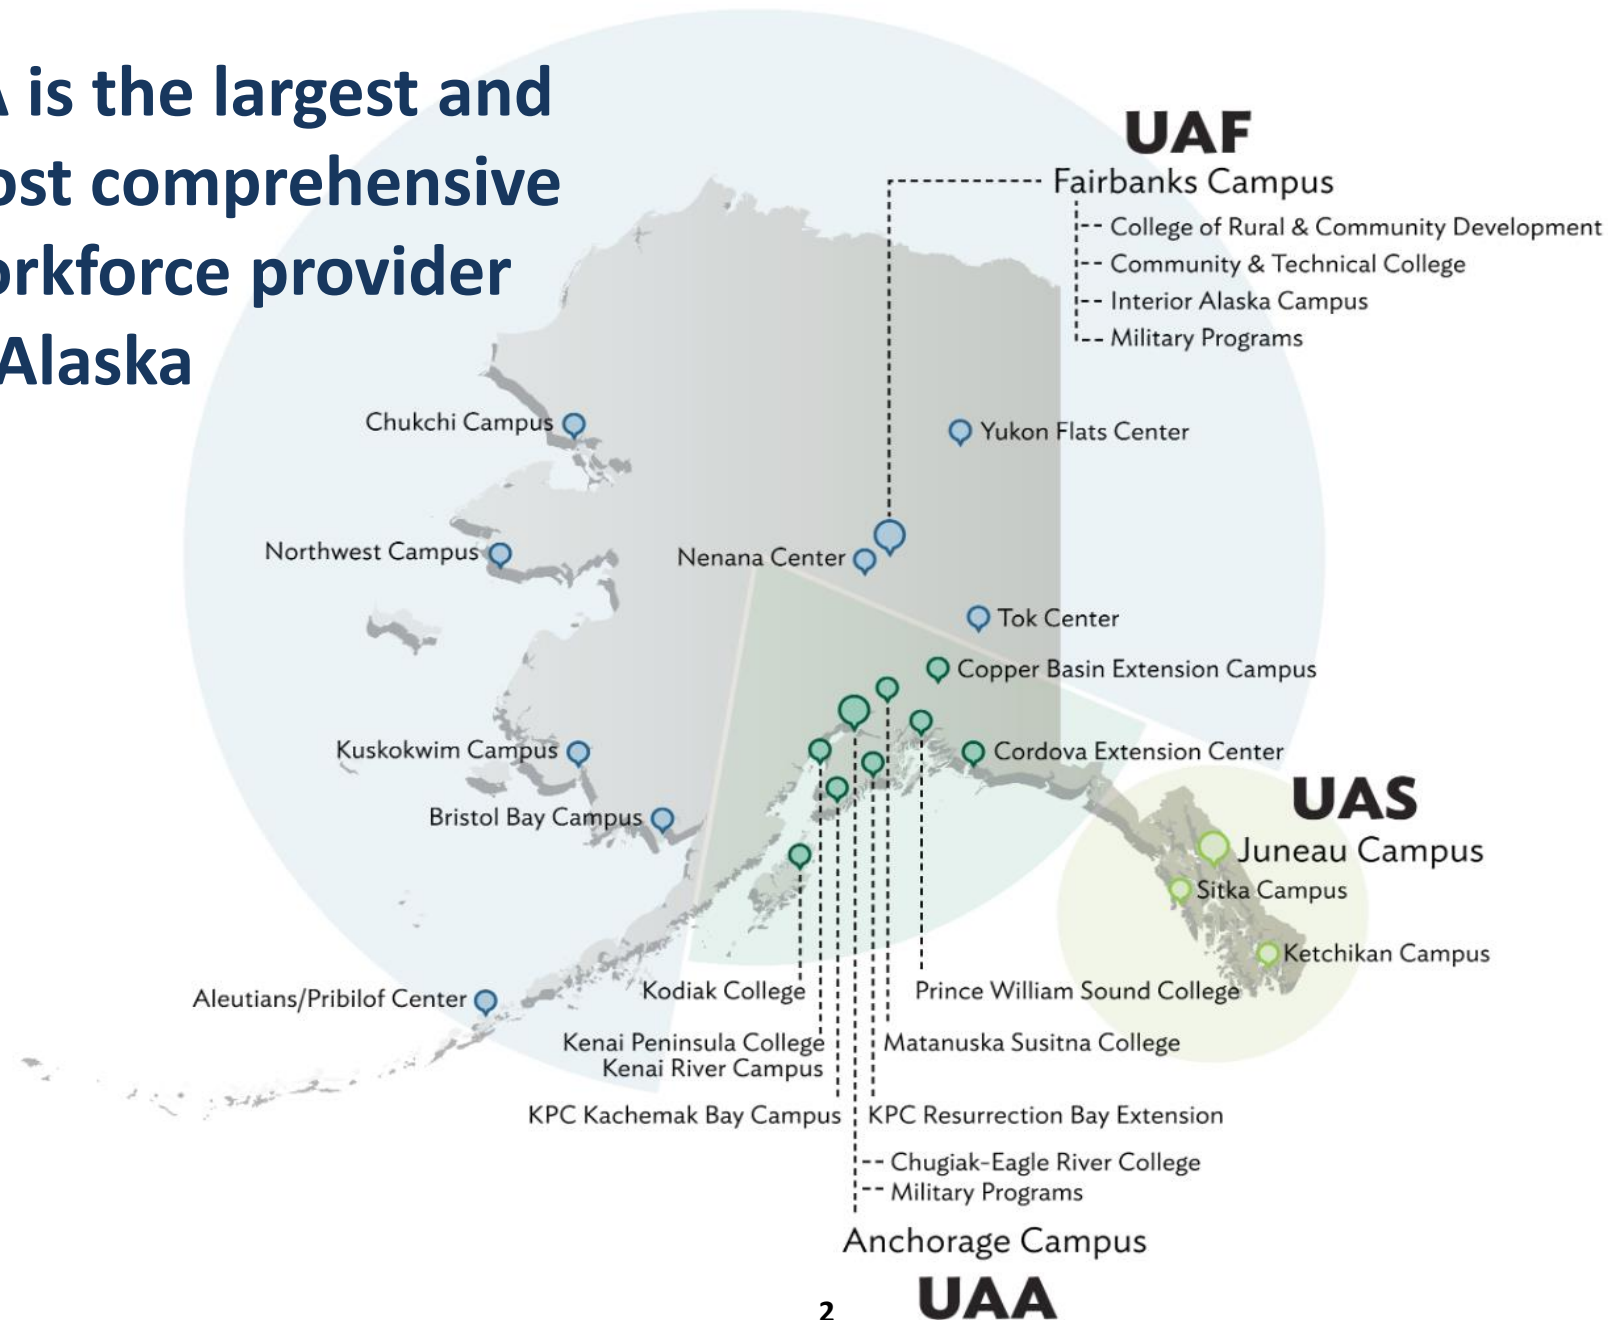 A is the largest and
ost comprehensive
orkforce provider
Alaska
UAF
Fairbanks Campus
College of Rural & Community Development
Community & Technical College
Interior Alaska Campus
Military Programs
Chukchi Campus
Yukon Flats Center
Northwest Campus
Nenana Center
Tok Center
Copper Basin Extension Campus
Kuskokwim Campus
Cordova Extension Center
Bristol Bay Campus
UAS
Juneau Campus
Sitka Campus
Ketchikan Campus
Aleutians/Pribilof Center
Kodiak College
Prince William Sound College
Kenai Peninsula College
Kenai River Campus
Matanuska Susitna College
KPC Kachemak Bay Campus
KPC Resurrection Bay Extension
Chugiak-Eagle River College
Military Programs
Anchorage Campus
UAA
2